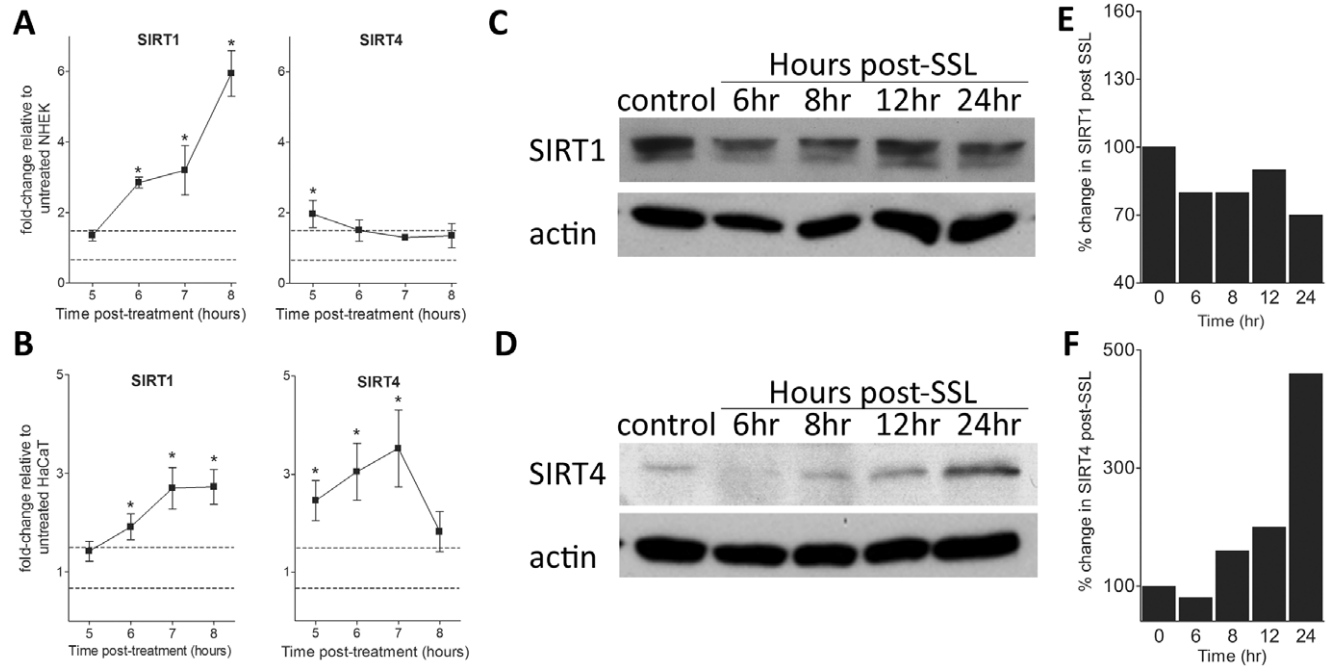 A
SIRT1
SIRT4
fold-change relative to
untreated NHEK
6
4
2
0
5 6 7 8
Time post-treatment (hours)
6
4
2
0
5 6 7 8
Time post-treatment (hours)
* * *
*
B
SIRT1
SIRT4
fold-change relative to
untreated HaCaT
5
3
1
5 6 7 8
Time post-treatment (hours)
5
3
1
5 6 7 8
Time post-treatment (hours)
* * *
* * *
C
Hours post-SSL
control 6hr 8hr 12hr 24hr
SIRT1
actin
D
Hours post-SSL
control 6hr 8hr 12hr 24hr
SIRT4
actin
E
% change in SIRT1 post SSL
160
130
100
70
40
0 6 8 12 24
Time (hr)
F
% change in SIRT4 post-SSL
500
300
100
0 6 8 12 24
Time (hr)